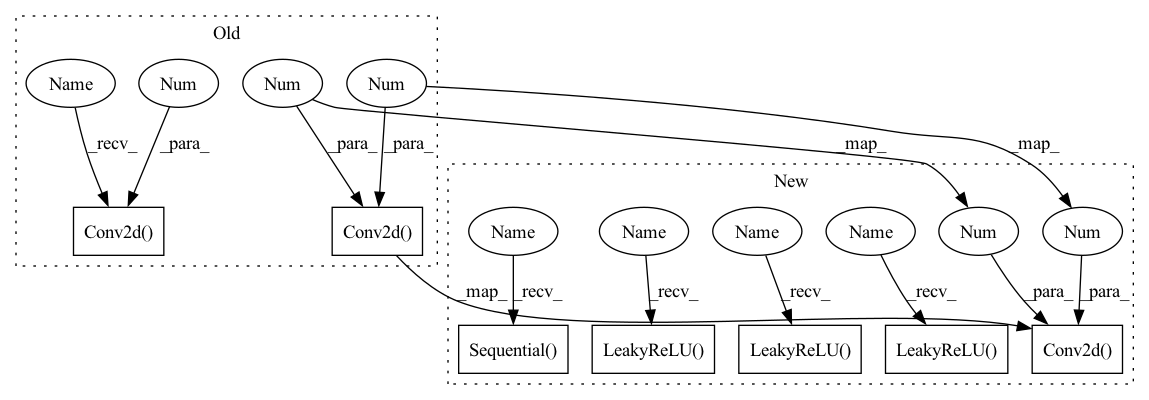 Old
Name Num Num Num
_recv_ _para_ _para_ _para_ _map_ _map_
New
Conv2d() Conv2d() Name Name Name Name Num Num
_map_ _recv_ _recv_ _recv_ _recv_ _para_ _para_
Sequential() LeakyReLU() LeakyReLU() LeakyReLU() Conv2d()